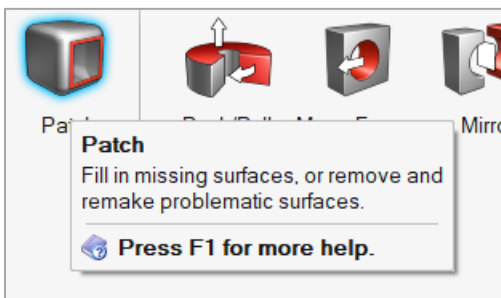 Patch
Fill in missing surfaces, or remove and
remake problematic surfaces.
Press F1 for more help.